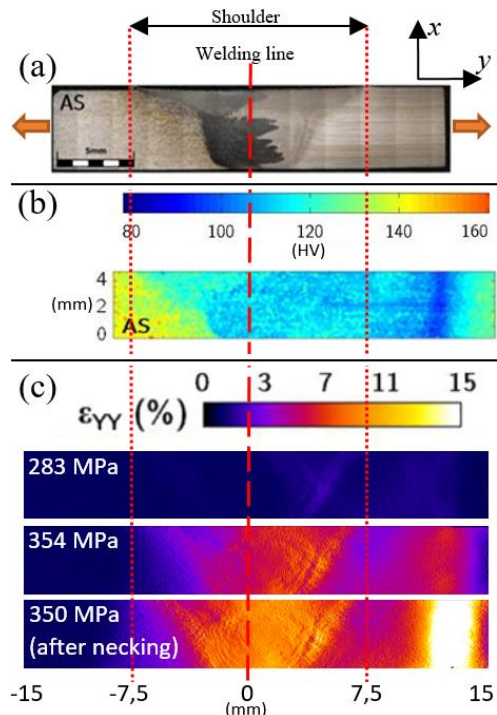 Shoulder
x
Welding line
(a)
y
AS
5mm
(b)
80 100 120 140 160
(HV)
4
(mm) 2
0
AS
(c)
0 3 7 11 15
εYY (%)
283 MPa
354 MPa
350 MPa
(after necking)
-15 -7,5 0 7,5 15
(mm)